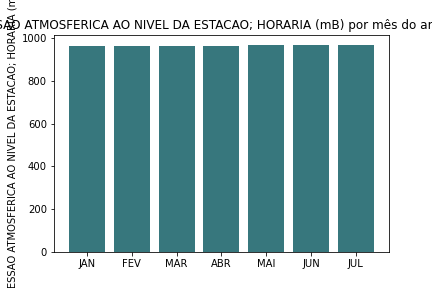 SAO ATMOSFERICA AO NIVEL DA ESTACAO; HORARIA (mB) por mês do an
ESSAO ATMOSFERICA AO NIVEL DA ESTACAO; HORARIA (m
1000
800
600
400
200
0
JAN FEV MAR ABR MAI JUN JUL